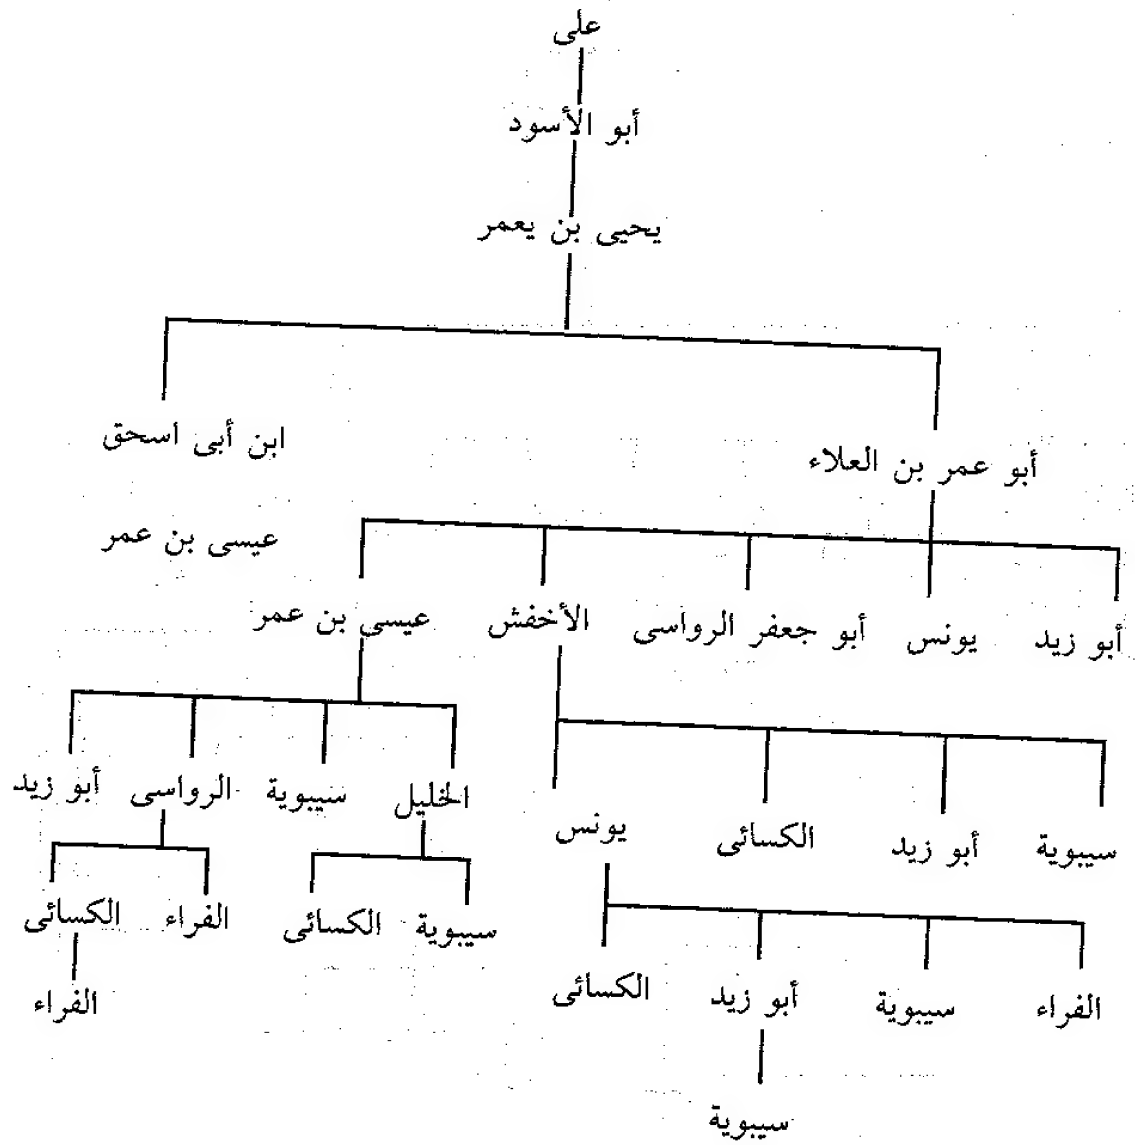 على
أبو الأسود
يحيى بن يعمر
ابن أبى اسحق
أبو عمر بن العلاء
عيسى بن عمر
أبو زيد
يونس
أبو جعفر الرواسى
الأخفش
عيسى بن عمر
الخليل
سيبوية
الرواسى
أبو زيد
سيبوية
أبو زيد
الكسائى
يونس
سيبوية
الكسائى
الفراء
الكسائى
الفراء
سيبوية
أبو زيد
الكسائى
الفراء
سيبوية